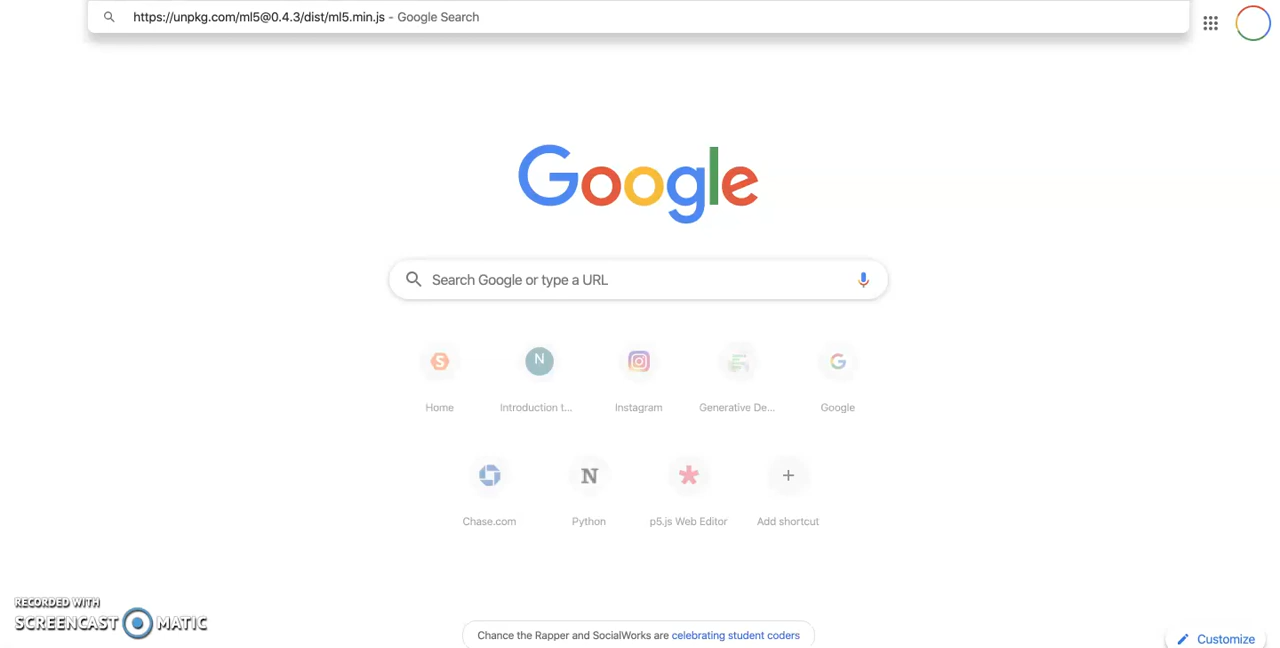 https://unpkg.com/ml5@0.4.3/dist/ml5.min.js - Google Search
Google
Search Google or type a URL
S
N
Home
Introduction t...
Instagram
Generative De...
Google
N
Chase.com
Python
p5.js Web Editor
Add shortcut
RECORDED WITH
SCREENCAST MATIC
Chance the Rapper and SocialWorks are celebrating student coders
Customize